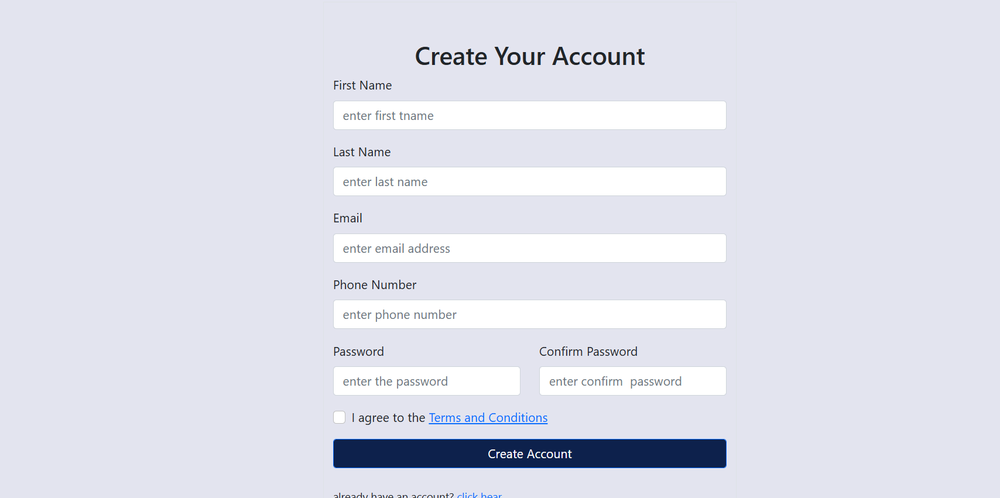 Create Your Account
First Name
enter first tname
Last Name
enter last name
Email
enter email address
Phone Number
enter phone number
Password Confirm Password
enter the password enter confirm  password
I agree to the Terms and Conditions
Create Account
already have an account? click hear